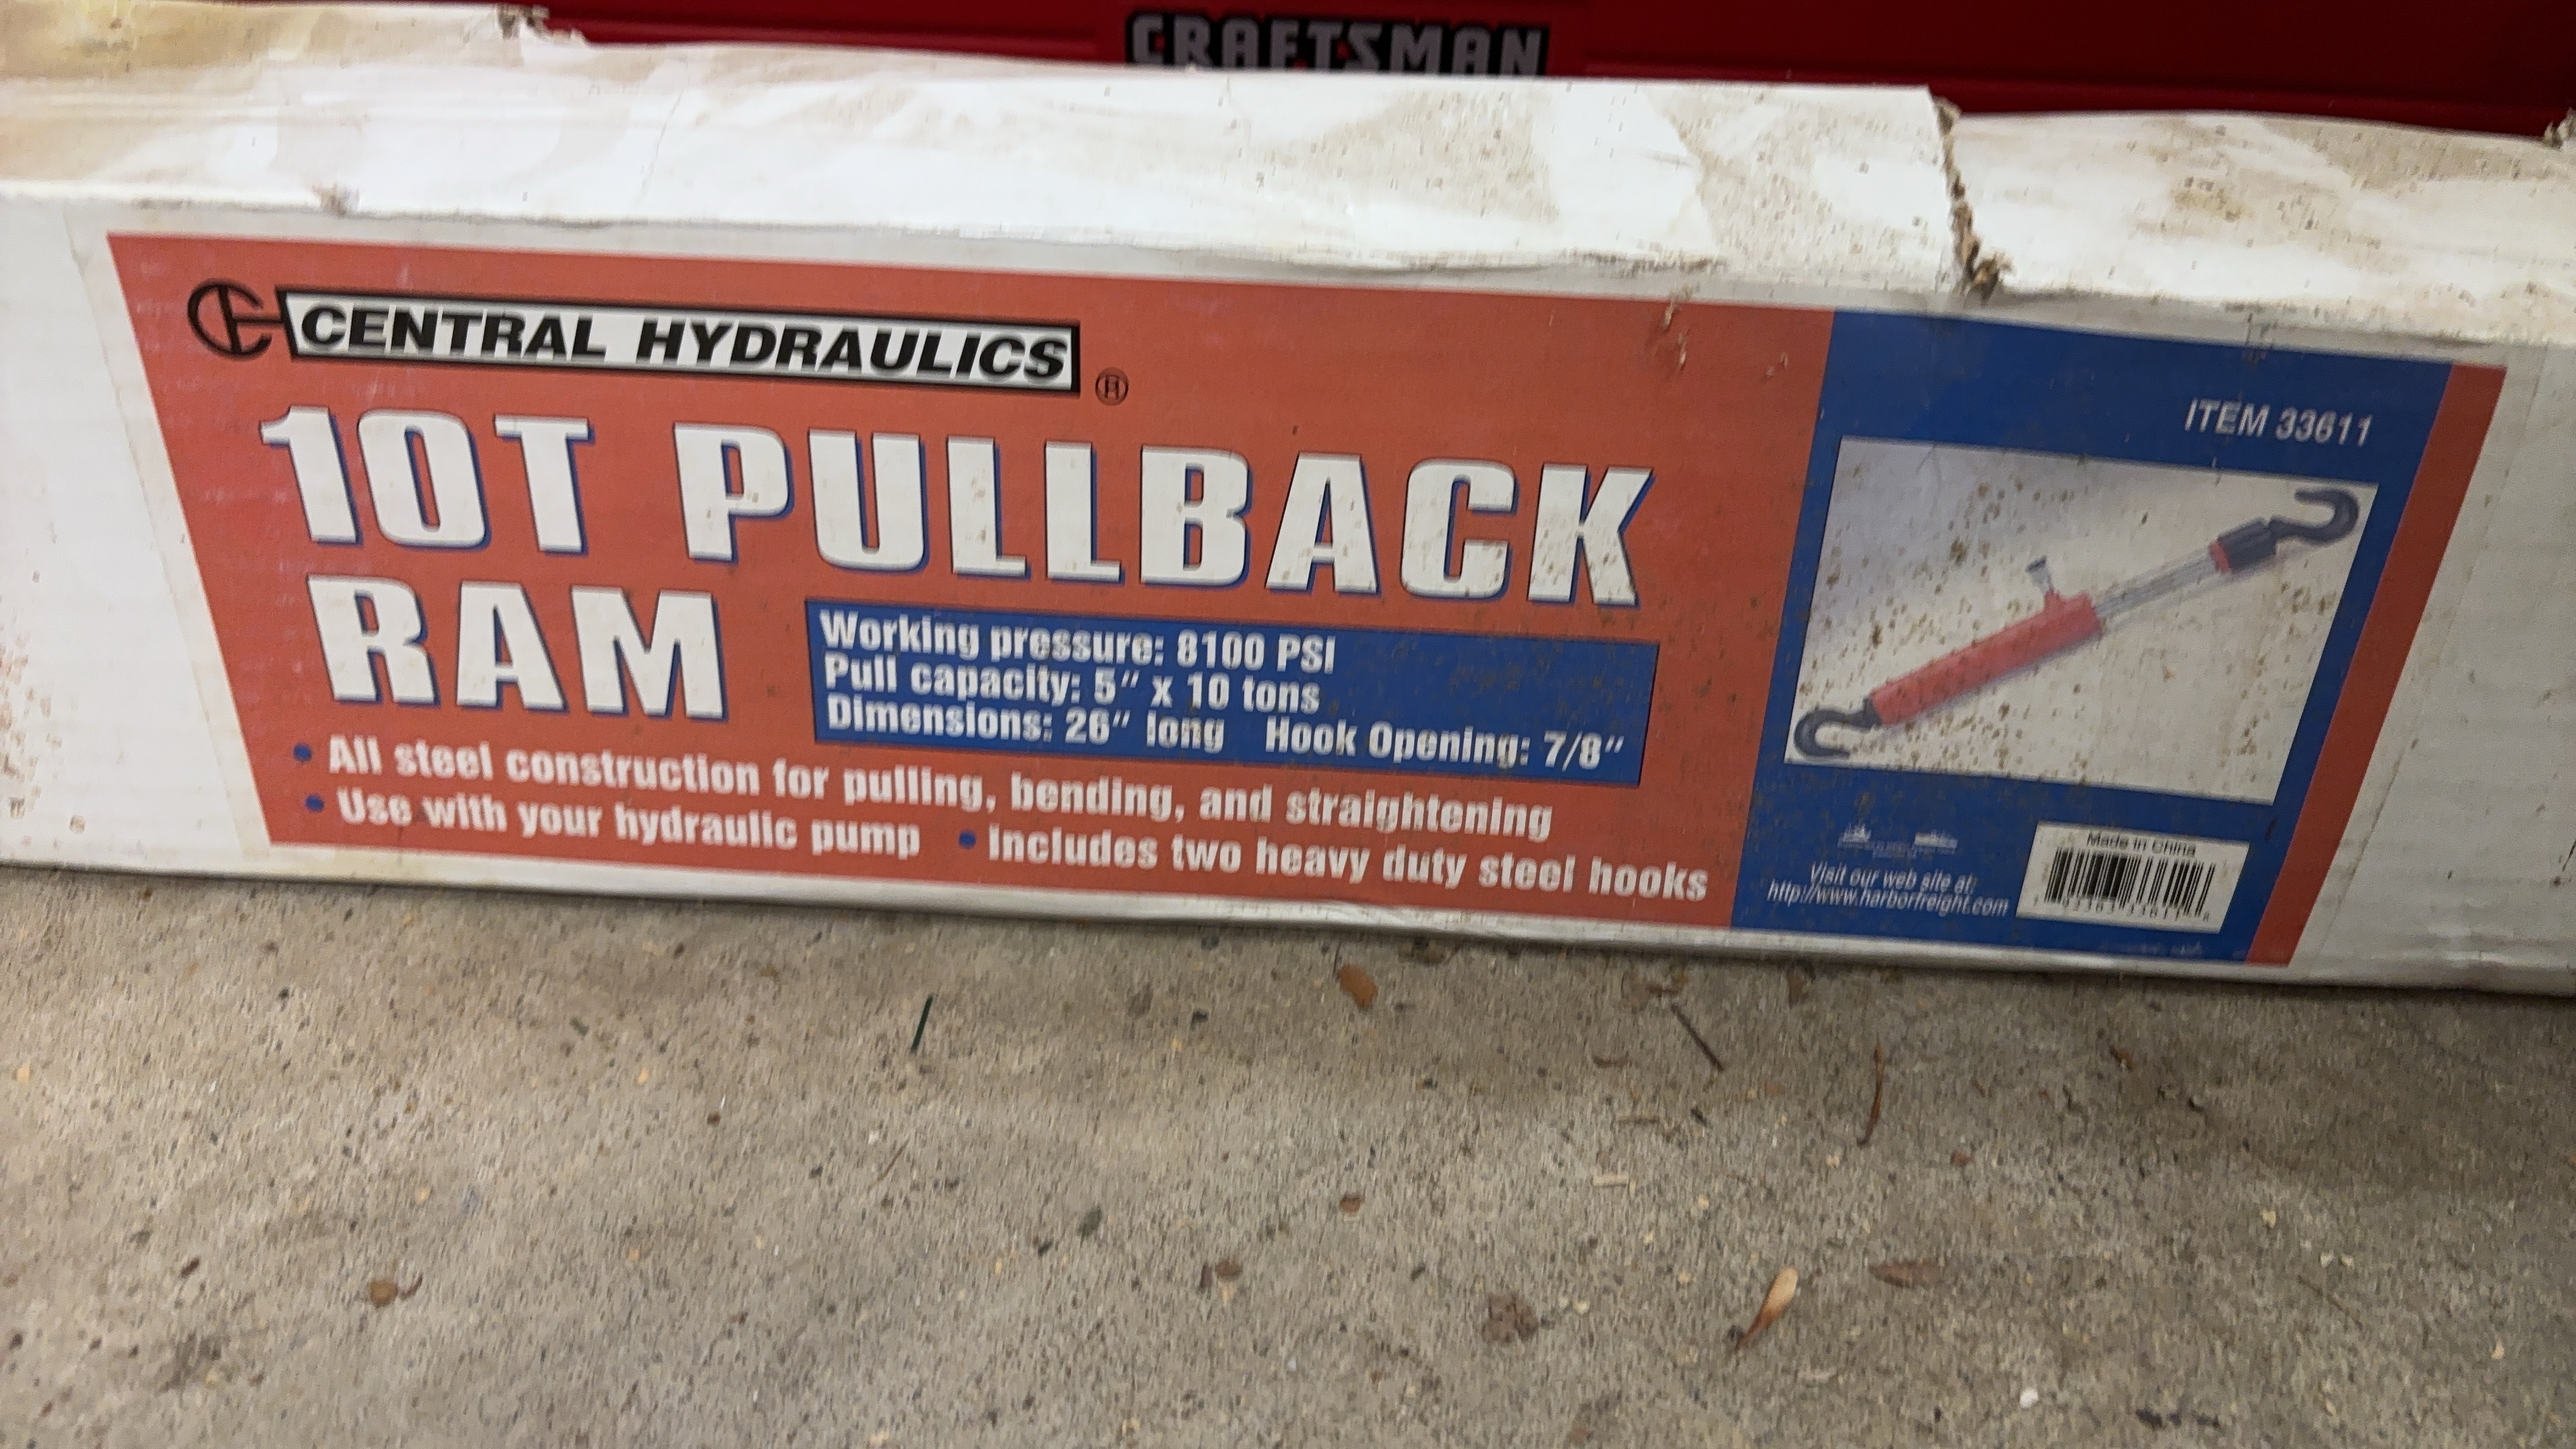 CRAFTSMAN
CENTRAL HYDRAULICS ®
10T PULLBACK
RAM
Working pressure: 8100 PSI
Pull capacity: 5" x 10 tons
Dimensions: 26" long Hook Opening: 7/8"
• All steel construction for pulling, bending, and straightening
• Use with your hydraulic pump • Includes two heavy duty steel hooks
ITEM 33611
Visit our web site at:
http://www.harborfreight.com
Made in China